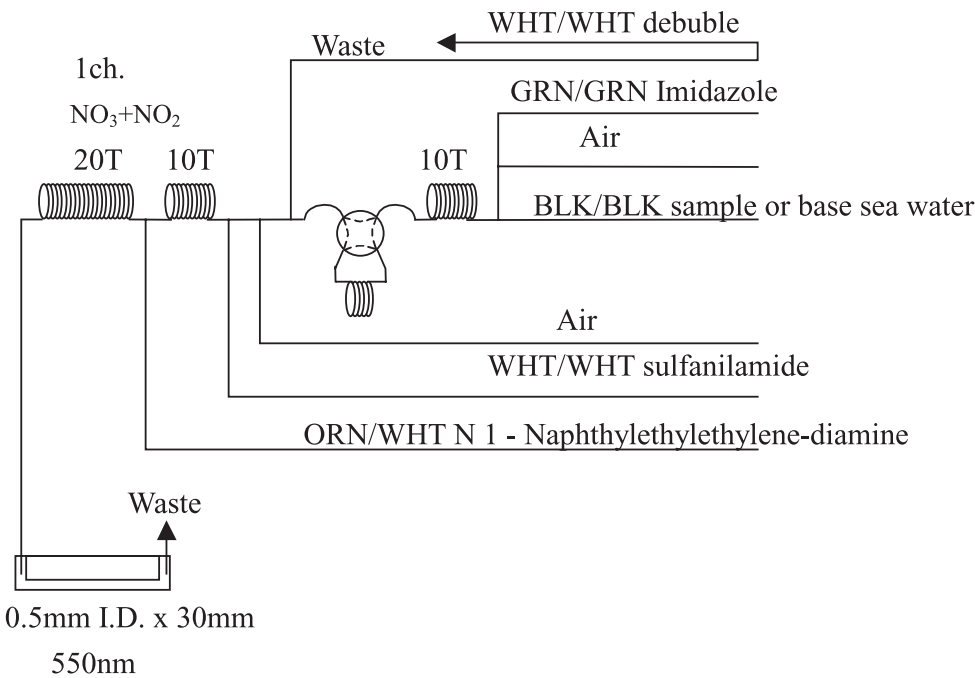 WHT/WHT debuble
Waste
1ch.
GRN/GRN Imidazole
NO₃+NO₂
Air
20T 10T 10T
BLK/BLK sample or base sea water
Air
WHT/WHT sulfanilamide
ORN/WHT N 1 - Naphthylethylethylene-diamine
Waste
0.5mm I.D. x 30mm
550nm